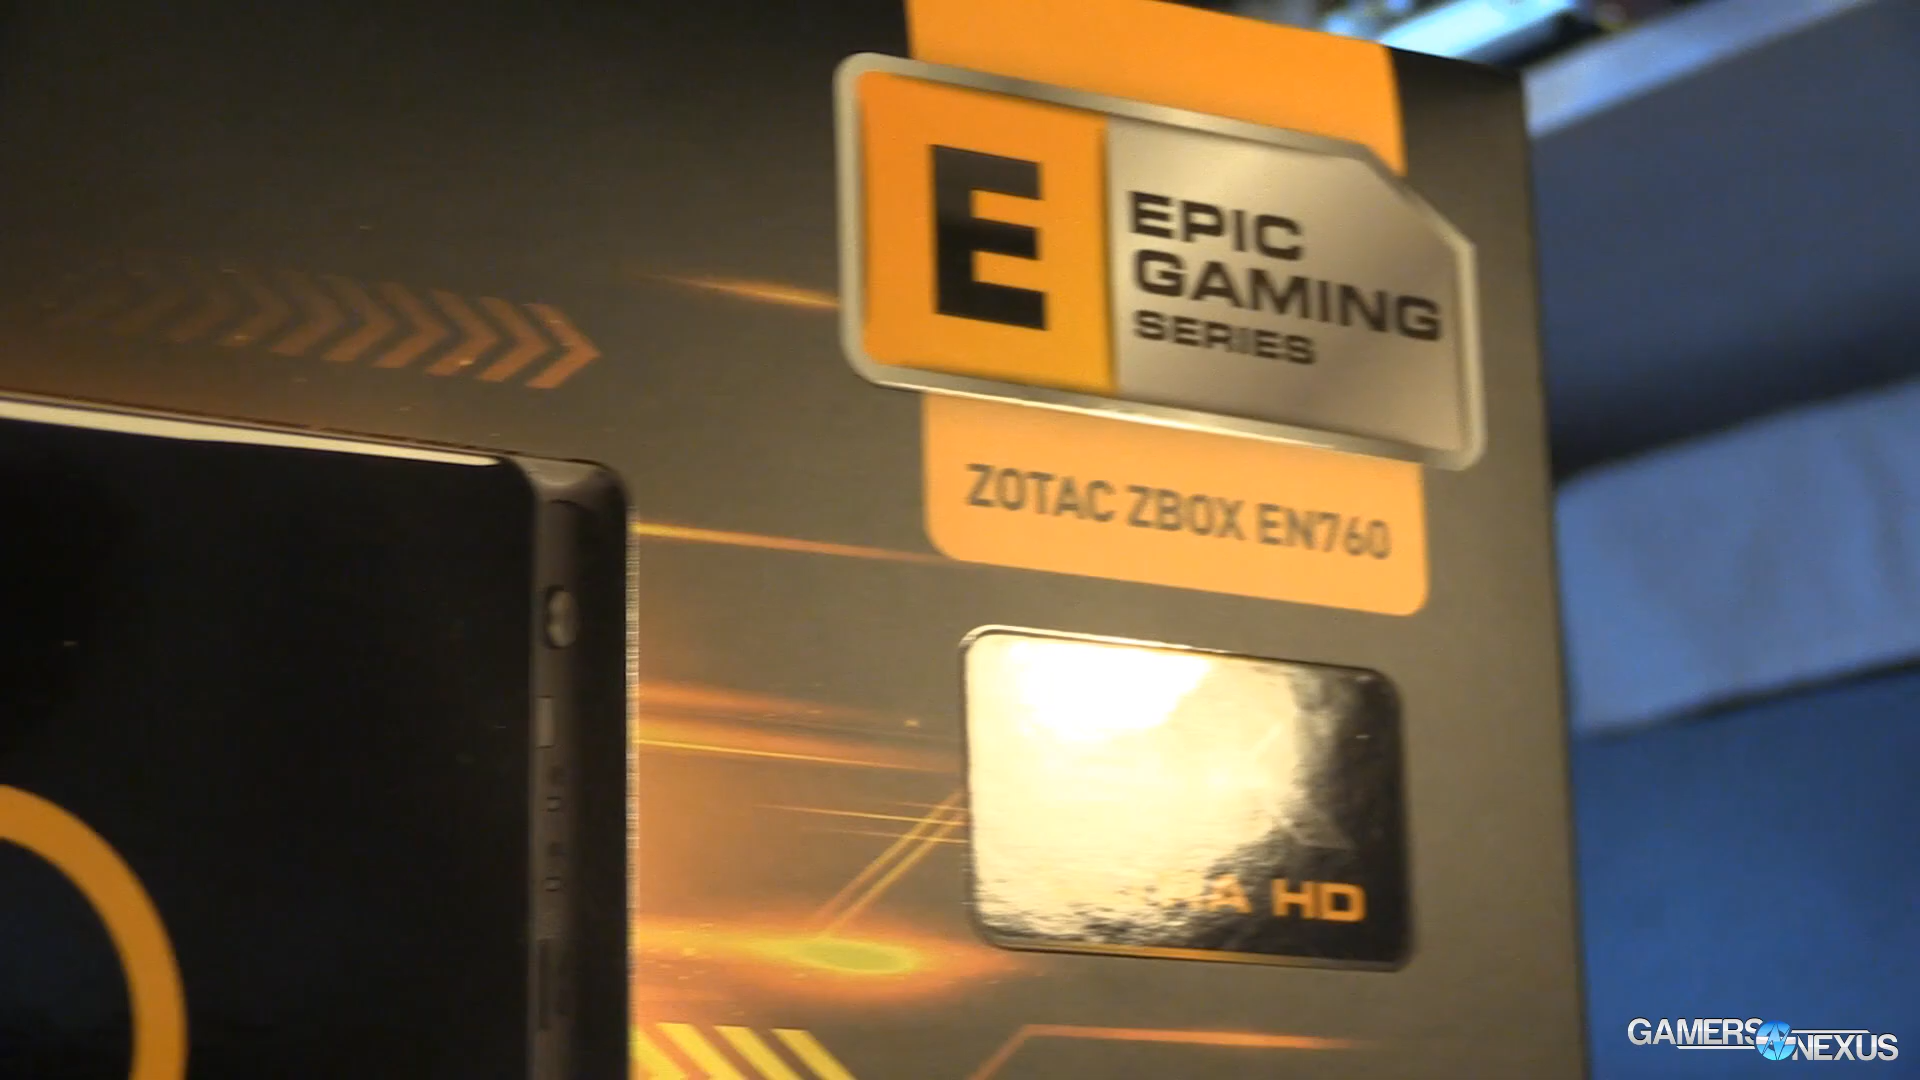 E
EPIC
GAMING
SERIES
ZOTAC ZBOX EN760
HD
GAMERS
NEXUS